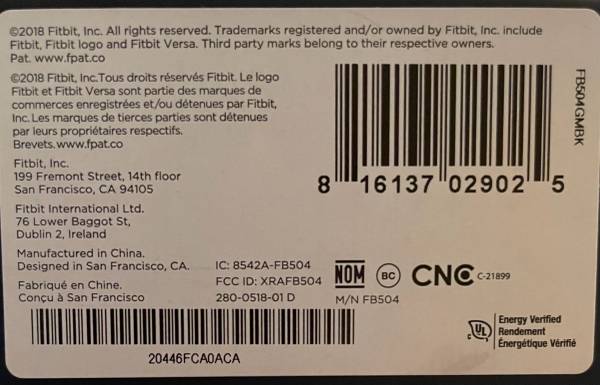 ©2018 Fitbit, Inc. All rights reserved. Trademarks registered and/or owned by Fitbit, Inc. include
Fitbit, Fitbit logo and Fitbit Versa. Third party marks belong to their respective owners.
Pat. www.fpat.co
©2018 Fitbit, Inc.Tous droits réservés Fitbit. Le logo
Fitbit et Fitbit Versa sont partie des marques de
commerces enregistrées et/ou détenues par Fitbit,
Inc. Les marques de tierces parties sont détenues
par leurs propriétaires respectifs.
Brevets. www.fpat.co
Fitbit, Inc.
199 Fremont Street, 14th floor
San Francisco, CA 94105
Fitbit International Ltd.
76 Lower Baggot St,
Dublin 2, Ireland
Manufactured in China.
Designed in San Francisco, CA.
Fabriqué en Chine.
Conçu à San Francisco
IC: 8542A-FB504
FCC ID: XRAFB504
280-0518-01 D
8 16137 02902 5
FB504GMBK
NOM BC CNC C-21899
M/N FB504
20446FCA0ACA
c UL
Energy Verified
Rendement
Énergétique Vérifié